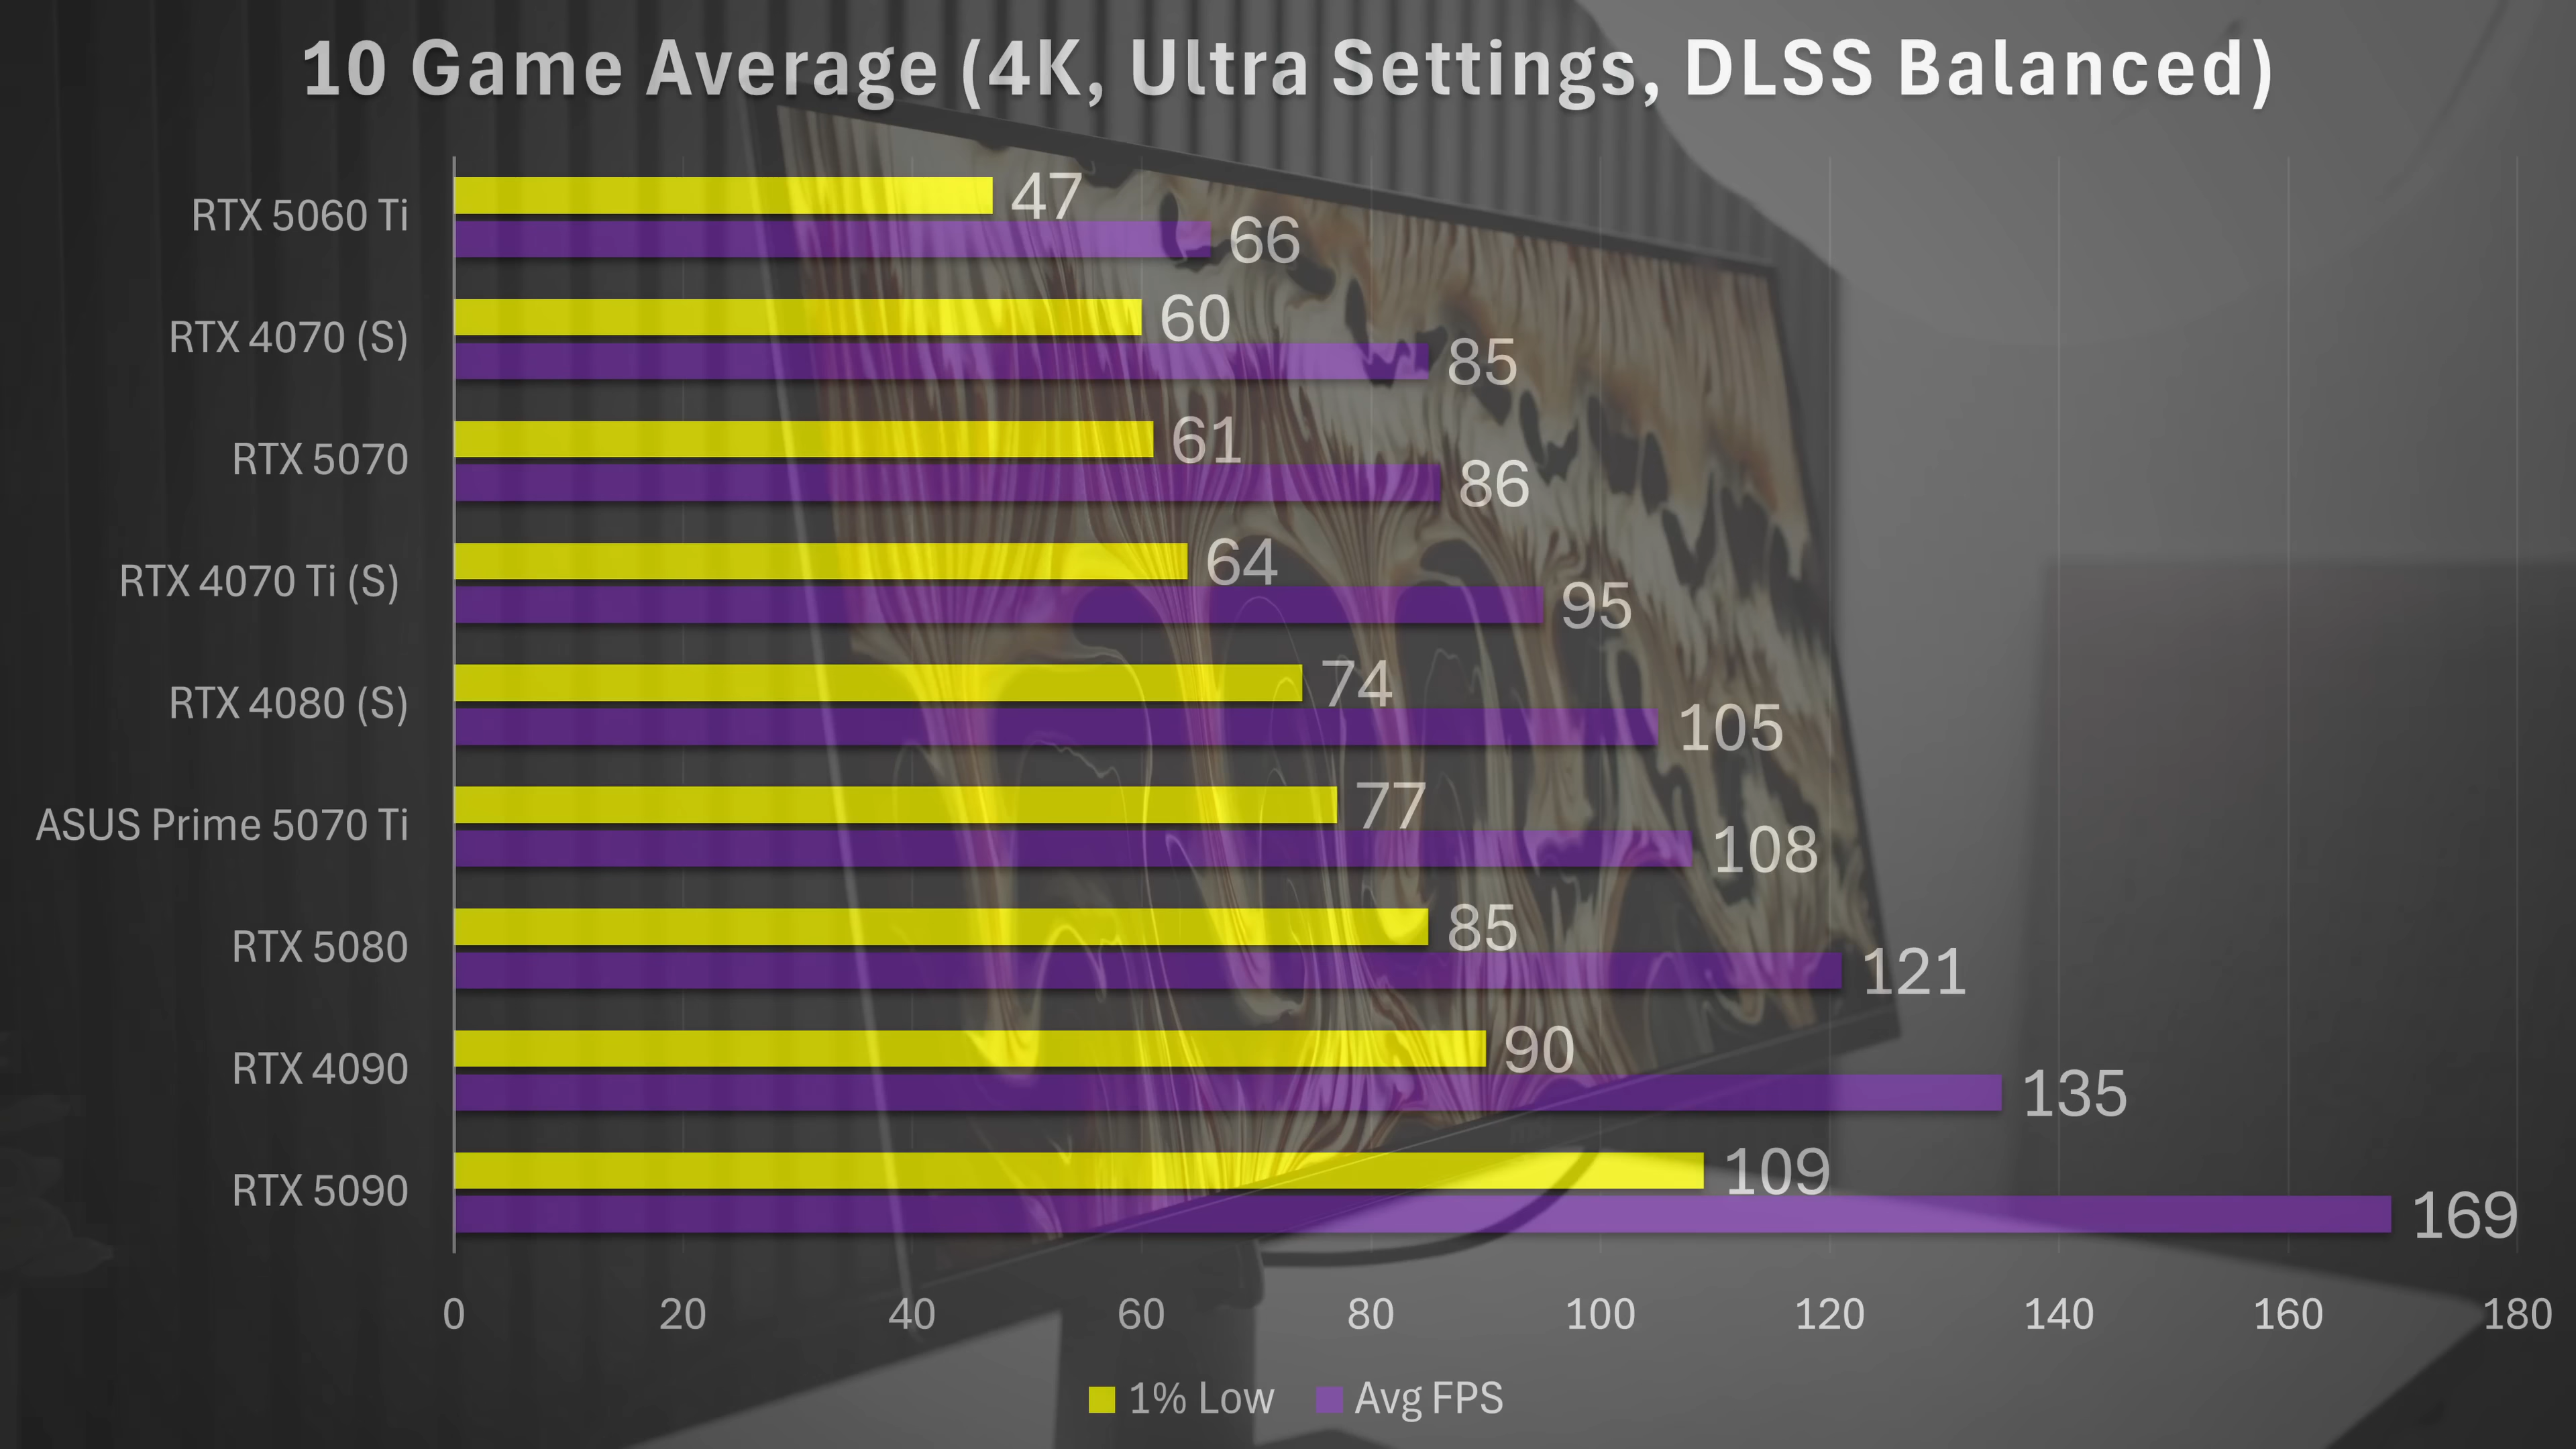 10 Game Average (4K, Ultra Settings, DLSS Balanced)
RTX 5060 Ti
47
66
RTX 4070 (S)
60
85
RTX 5070
61
86
RTX 4070 Ti (S)
64
95
RTX 4080 (S)
74
105
ASUS Prime 5070 Ti
77
108
RTX 5080
85
121
RTX 4090
90
135
RTX 5090
109
169
0 20 40 60 80 100 120 140 160 180
1% Low Avg FPS